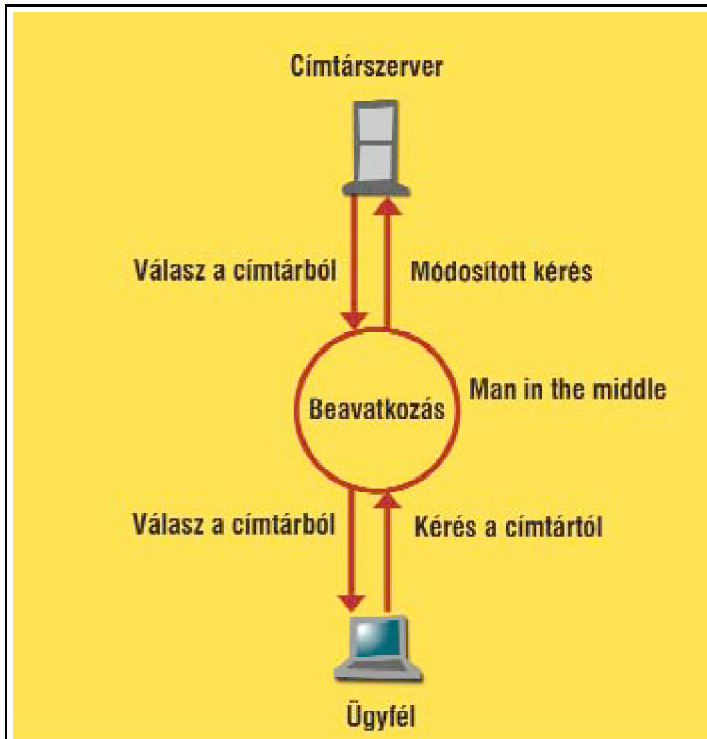 Címtárszerver
Válasz a címtárból
Módosított kérés
Beavatkozás
Man in the middle
Válasz a címtárból
Kérés a címtártól
Ügyfél